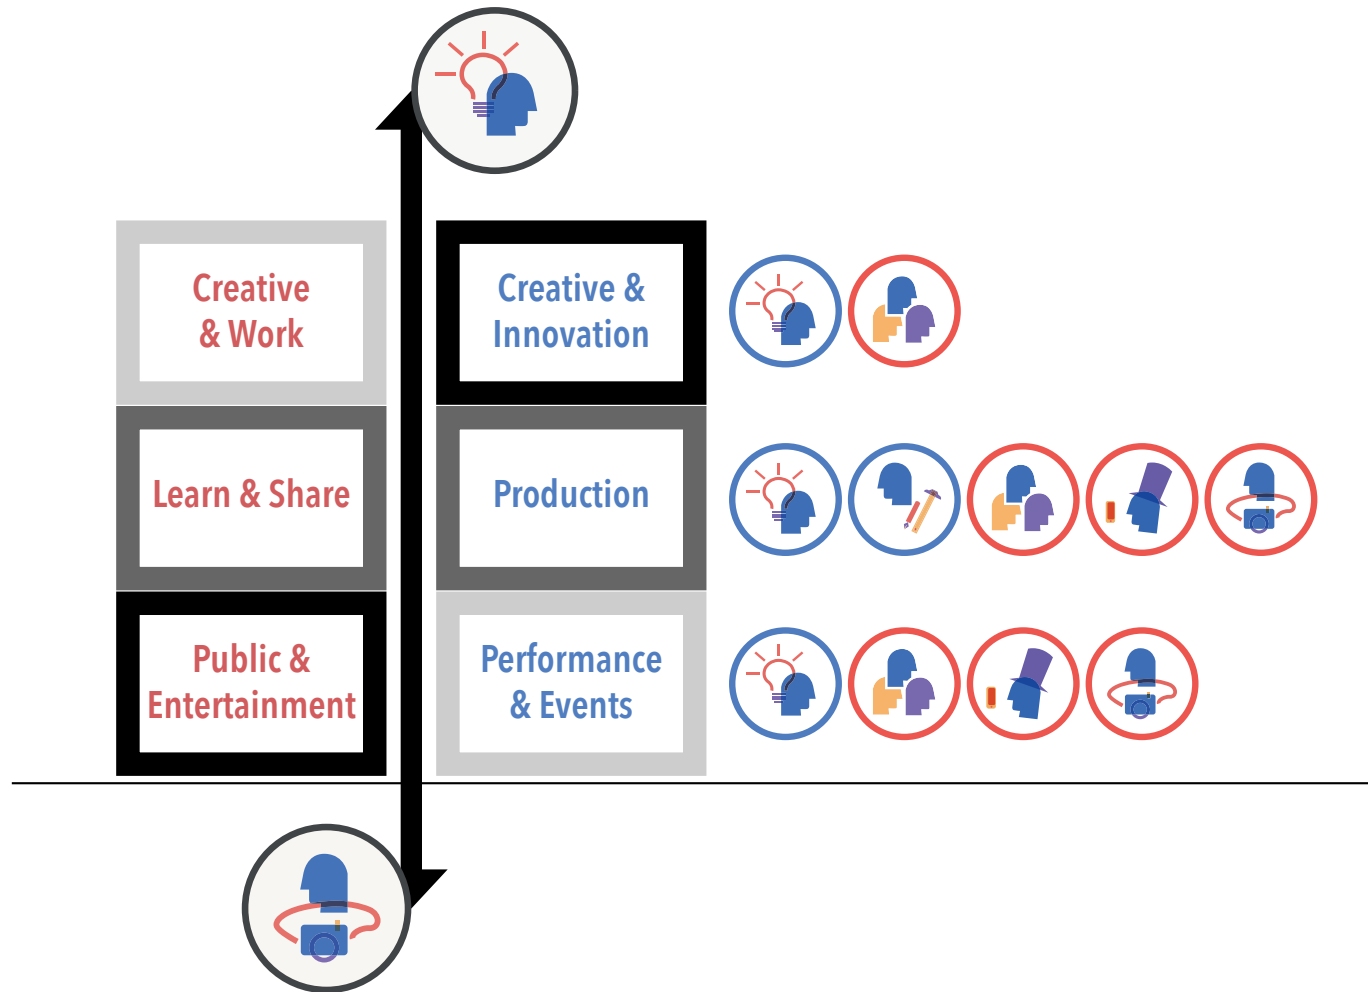 Creative
& Work
Creative &
Innovation
Learn & Share
Production
Public &
Entertainment
Performance
& Events